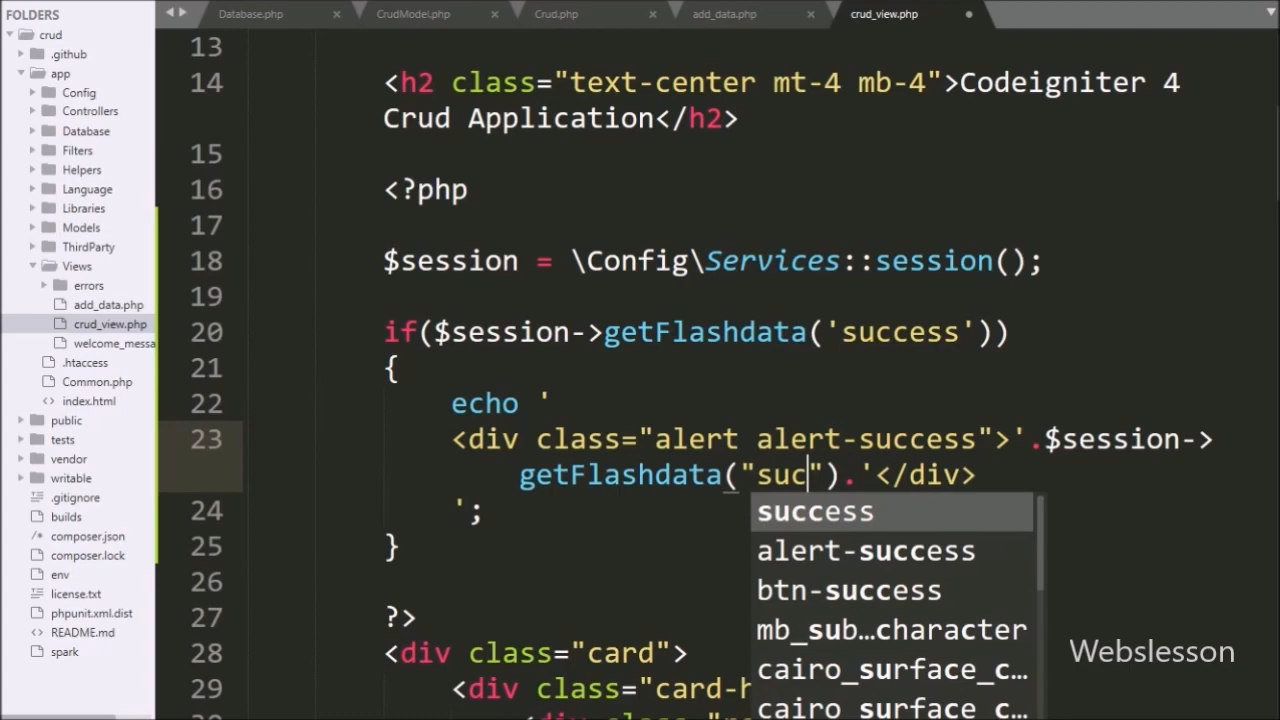 FOLDERS
crud
.github
app
Config
Controllers
Database
Filters
Helpers
Language
Libraries
Models
ThirdParty
Views
errors
add_data.php
crud_view.php
welcome_messa
.htaccess
Common.php
index.html
public
tests
vendor
writable
.gitignore
builds
composer.json
composer.lock
env
license.txt
phpunit.xml.dist
README.md
spark
Database.php × CrudModel.php × Crud.php × add_data.php × crud_view.php
13
14 <h2 class="text-center mt-4 mb-4">Codeigniter 4
Crud Application</h2>
15
16 <?php
17
18 $session = \Config\Services::session();
19
20 if($session->getFlashdata('success'))
21 {
22 echo '
23 <div class="alert alert-success">'.$session->
getFlashdata("suc").'</div>
24 ';
25 }
26
27 ?>
28 <div class="card">
29 <div class="card-h
success
alert-success
btn-success
mb_sub…character
cairo_surface_c…
cairo_surface_c…
Webslesson